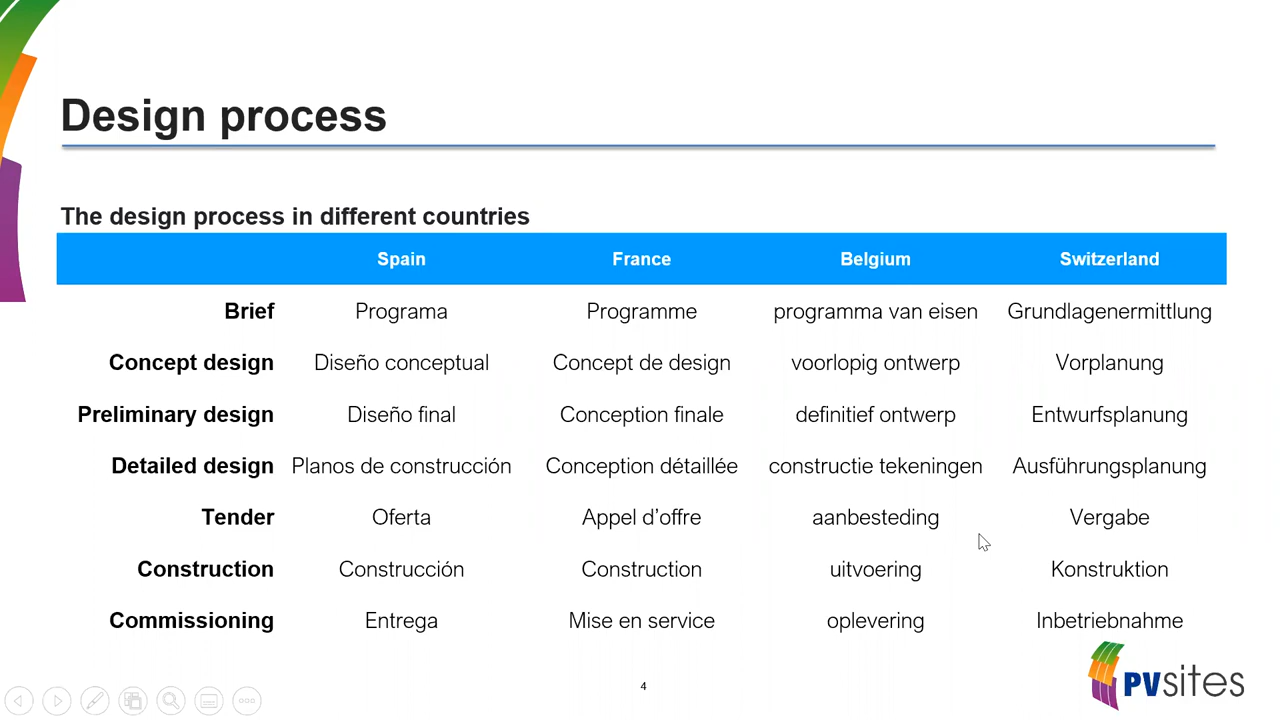 Design process
The design process in different countries
Spain France Belgium Switzerland
Brief Programa Programme programma van eisen Grundlagenermittlung
Concept design Diseño conceptual Concept de design voorlopig ontwerp Vorplanung
Preliminary design Diseño final Conception finale definitief ontwerp Entwurfsplanung
Detailed design Planos de construcción Conception détaillée constructie tekeningen Ausführungsplanung
Tender Oferta Appel d’offre aanbesteding Vergabe
Construction Construcción Construction uitvoering Konstruktion
Commissioning Entrega Mise en service oplevering Inbetriebnahme
4
PVsites